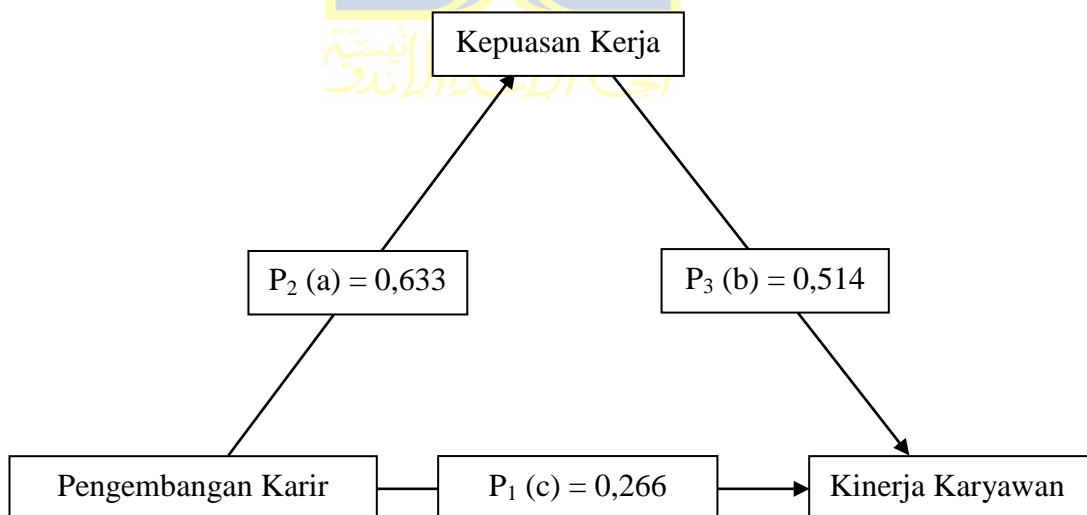 Kepuasan Kerja
P₂ (a) = 0,633
P₃ (b) = 0,514
Pengembangan Karir
P₁ (c) = 0,266
Kinerja Karyawan